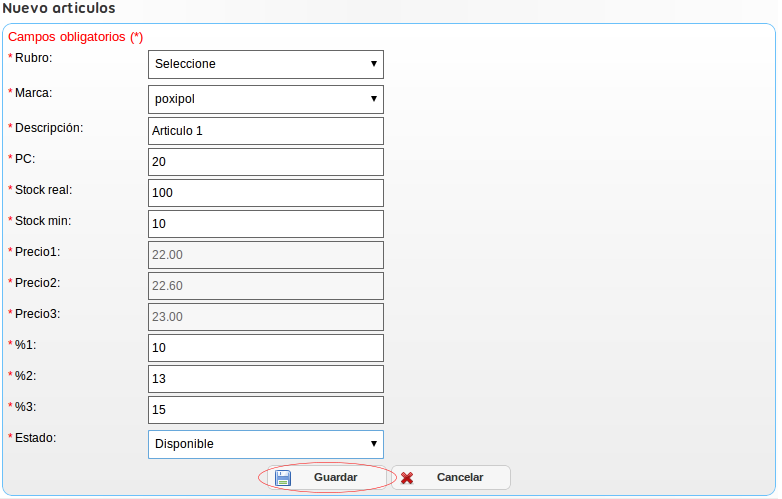 Nuevo articulos
Campos obligatorios (*)
* Rubro: Seleccione
* Marca: poxipol
* Descripción: Articulo 1
* PC: 20
* Stock real: 100
* Stock min: 10
* Precio1: 22.00
* Precio2: 22.60
* Precio3: 23.00
* %1: 10
* %2: 13
* %3: 15
* Estado: Disponible
Guardar Cancelar